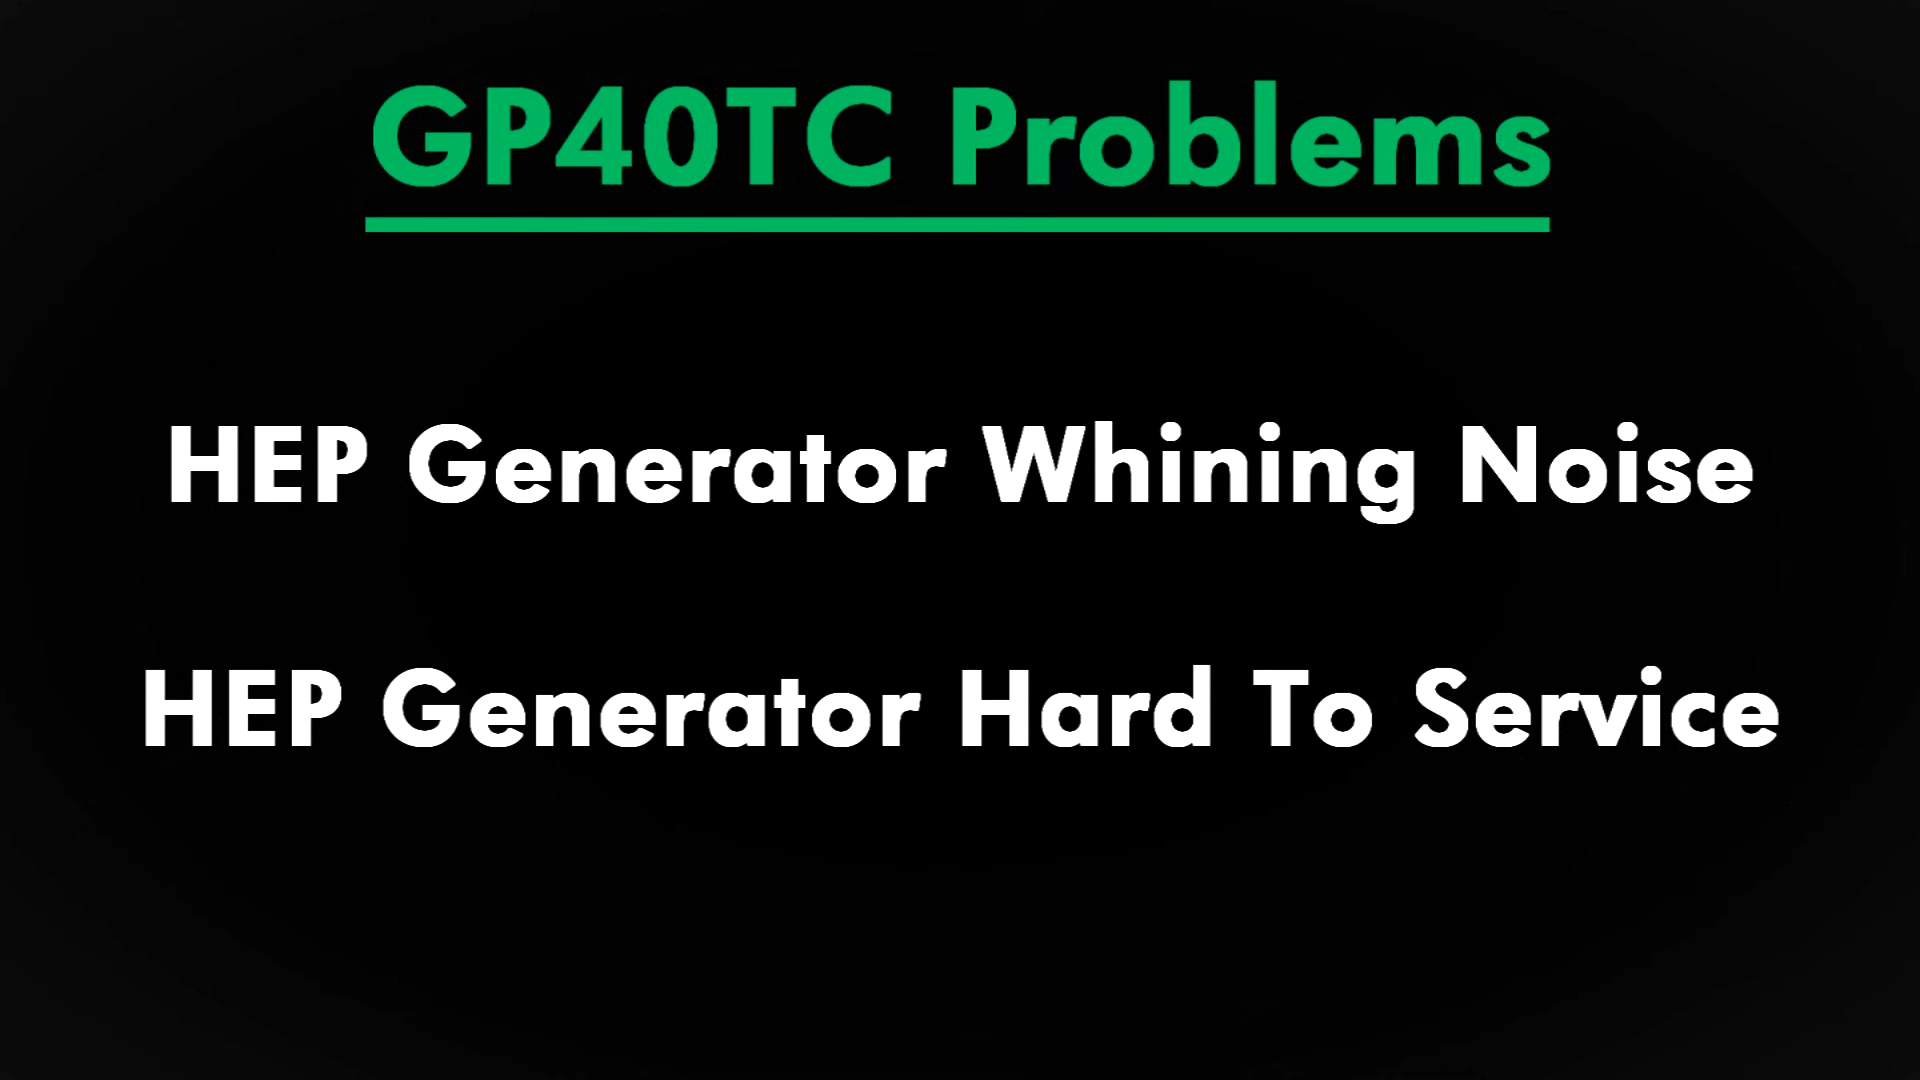 GP40TC Problems
HEP Generator Whining Noise
HEP Generator Hard To Service